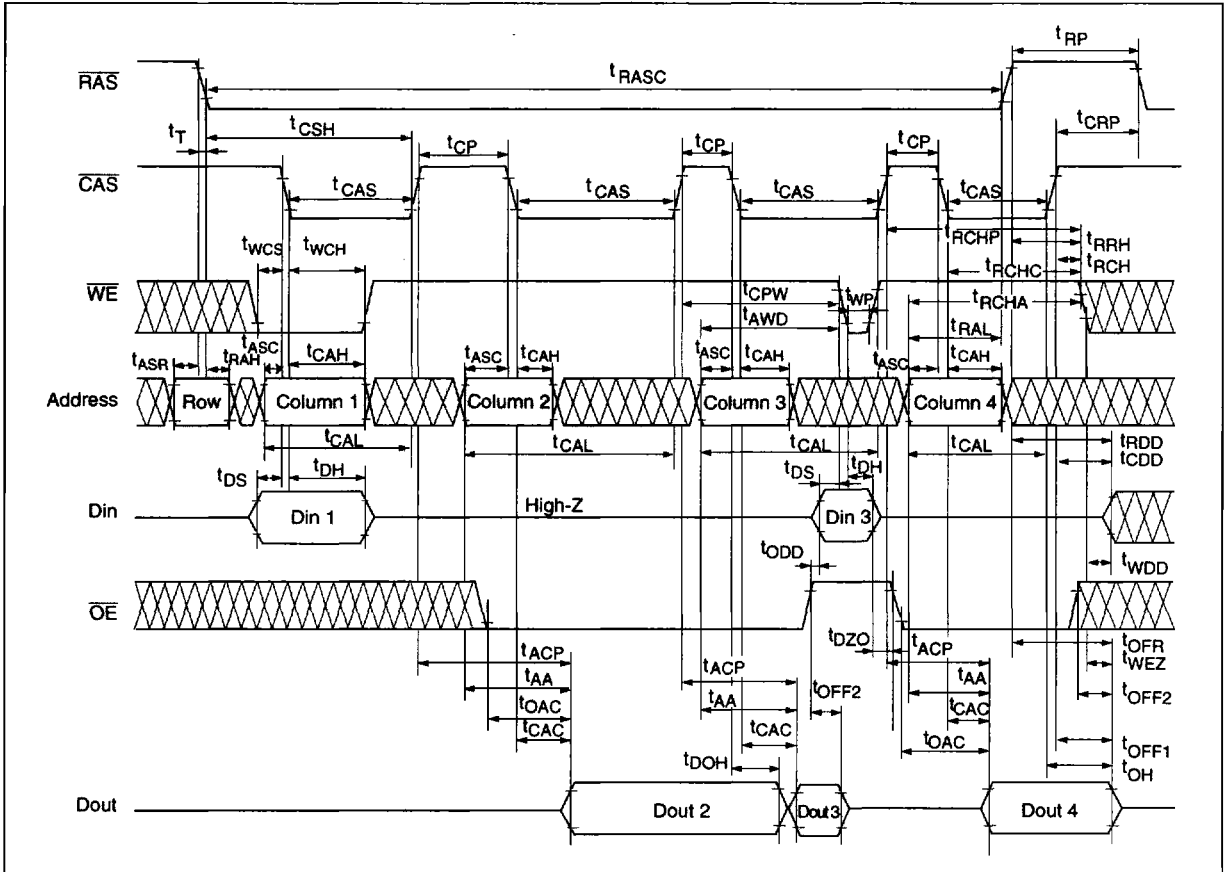 tRP
RAS
tRASC
tT
tCSH
tCP
tCP
tCP
tCRP
CAS
tCAS
tCAS
tCAS
tCAS
tWCS
tWCH
tRCHP
tRRH
tRCHC
tRCH
WE
tCPW
tWP
tRCHA
tAWD
tRAL
tASR
tRAH
tASC
tCAH
tASC
tCAH
tASC
tCAH
tASC
tCAH
Address
Row
Column 1
Column 2
Column 3
Column 4
tCAL
tCAL
tCAL
tCAL
tRDD
tCDD
tDS
tDH
tDS
tDH
Din
Din 1
High-Z
Din 3
tODD
tWDD
OE
tDZO
tACP
tACP
tACP
tOFR
tWEZ
tAA
tAA
tOFF2
tAA
tOFF2
tOAC
tCAC
tCAC
tCAC
tOAC
tDOH
tOFF1
tOH
Dout
Dout 2
Dout3
Dout 4